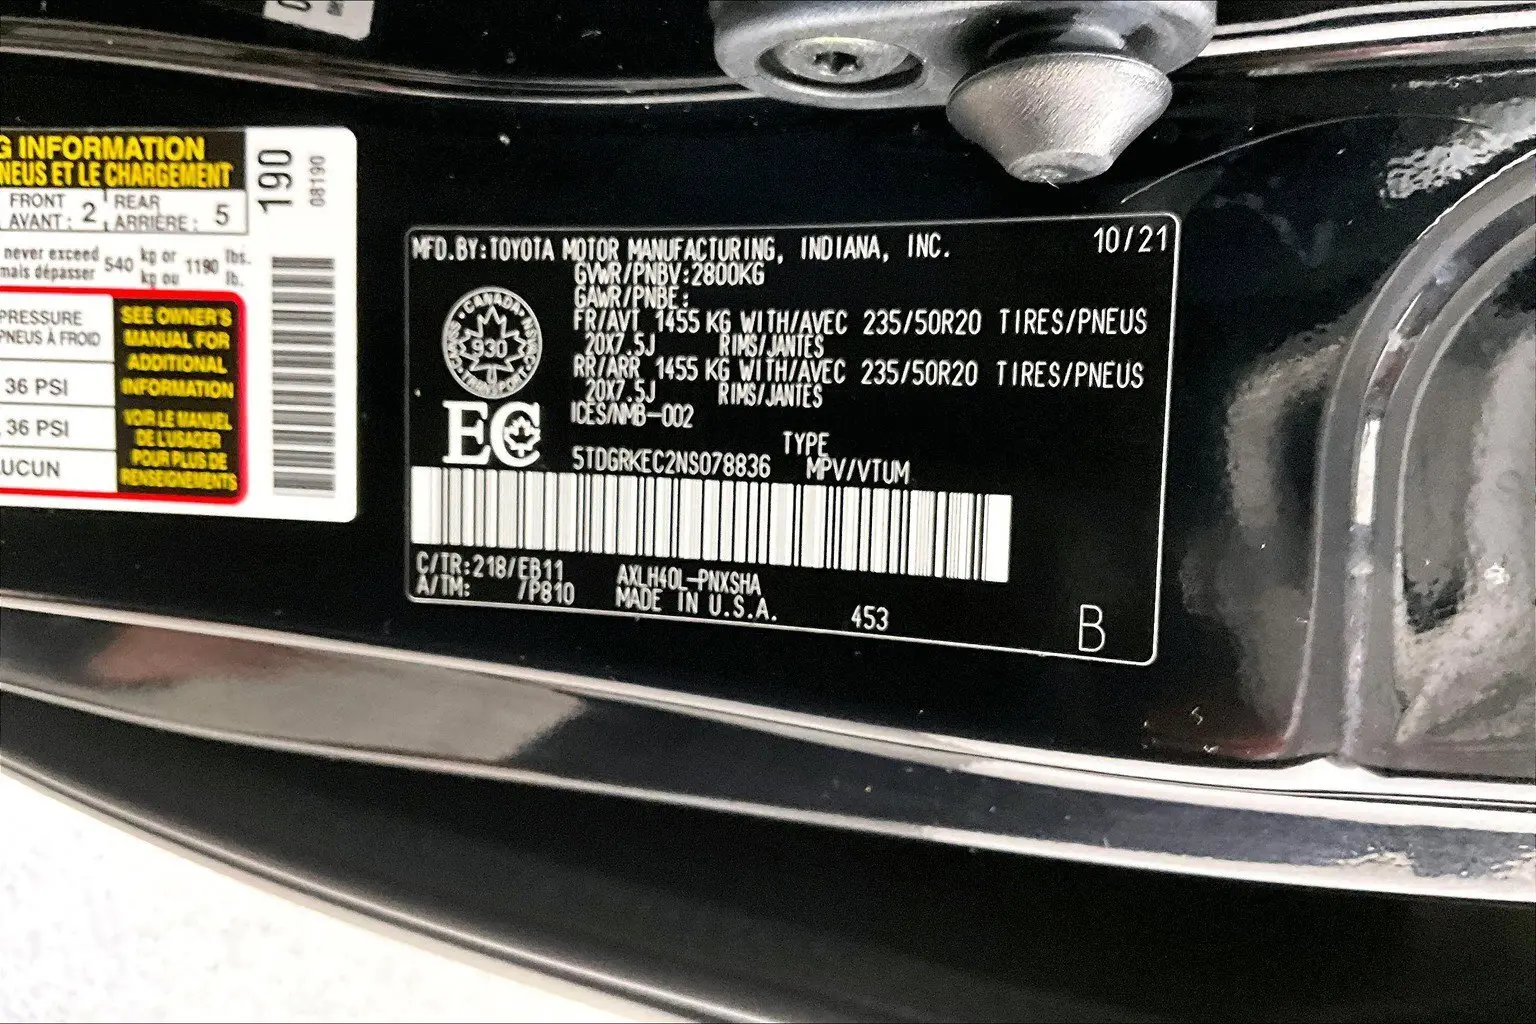 G INFORMATION
NEUS ET LE CHARGEMENT
FRONT
AVANT : 2
REAR
ARRIÈRE : 5
never exceed
mais dépasser 540 kg or
kg ou 1190 lbs.
lb.
PRESSURE
PNEUS À FROID
36 PSI
36 PSI
UCUN
SEE OWNER'S
MANUAL FOR
ADDITIONAL
INFORMATION
VOIR LE MANUEL
DE L'USAGER
POUR PLUS DE
RENSEIGNEMENTS
190
08190
MFD.BY:TOYOTA MOTOR MANUFACTURING, INDIANA, INC. 10/21
GVWR/PNBV:2800KG
GAWR/PNBE:
FR/AVT 1455 KG WITH/AVEC 235/50R20 TIRES/PNEUS
20X7.5J RIMS/JANTES
RR/ARR 1455 KG WITH/AVEC 235/50R20 TIRES/PNEUS
20X7.5J RIMS/JANTES
ICES/NMB-002
CANADA
930
TRANSPORT
EC
TYPE
5TDGRKEC2NS078836 MPV/VTUM
C/TR:218/EB11 AXLH40L-PNXSHA
A/TM: /P810 MADE IN U.S.A. 453 B